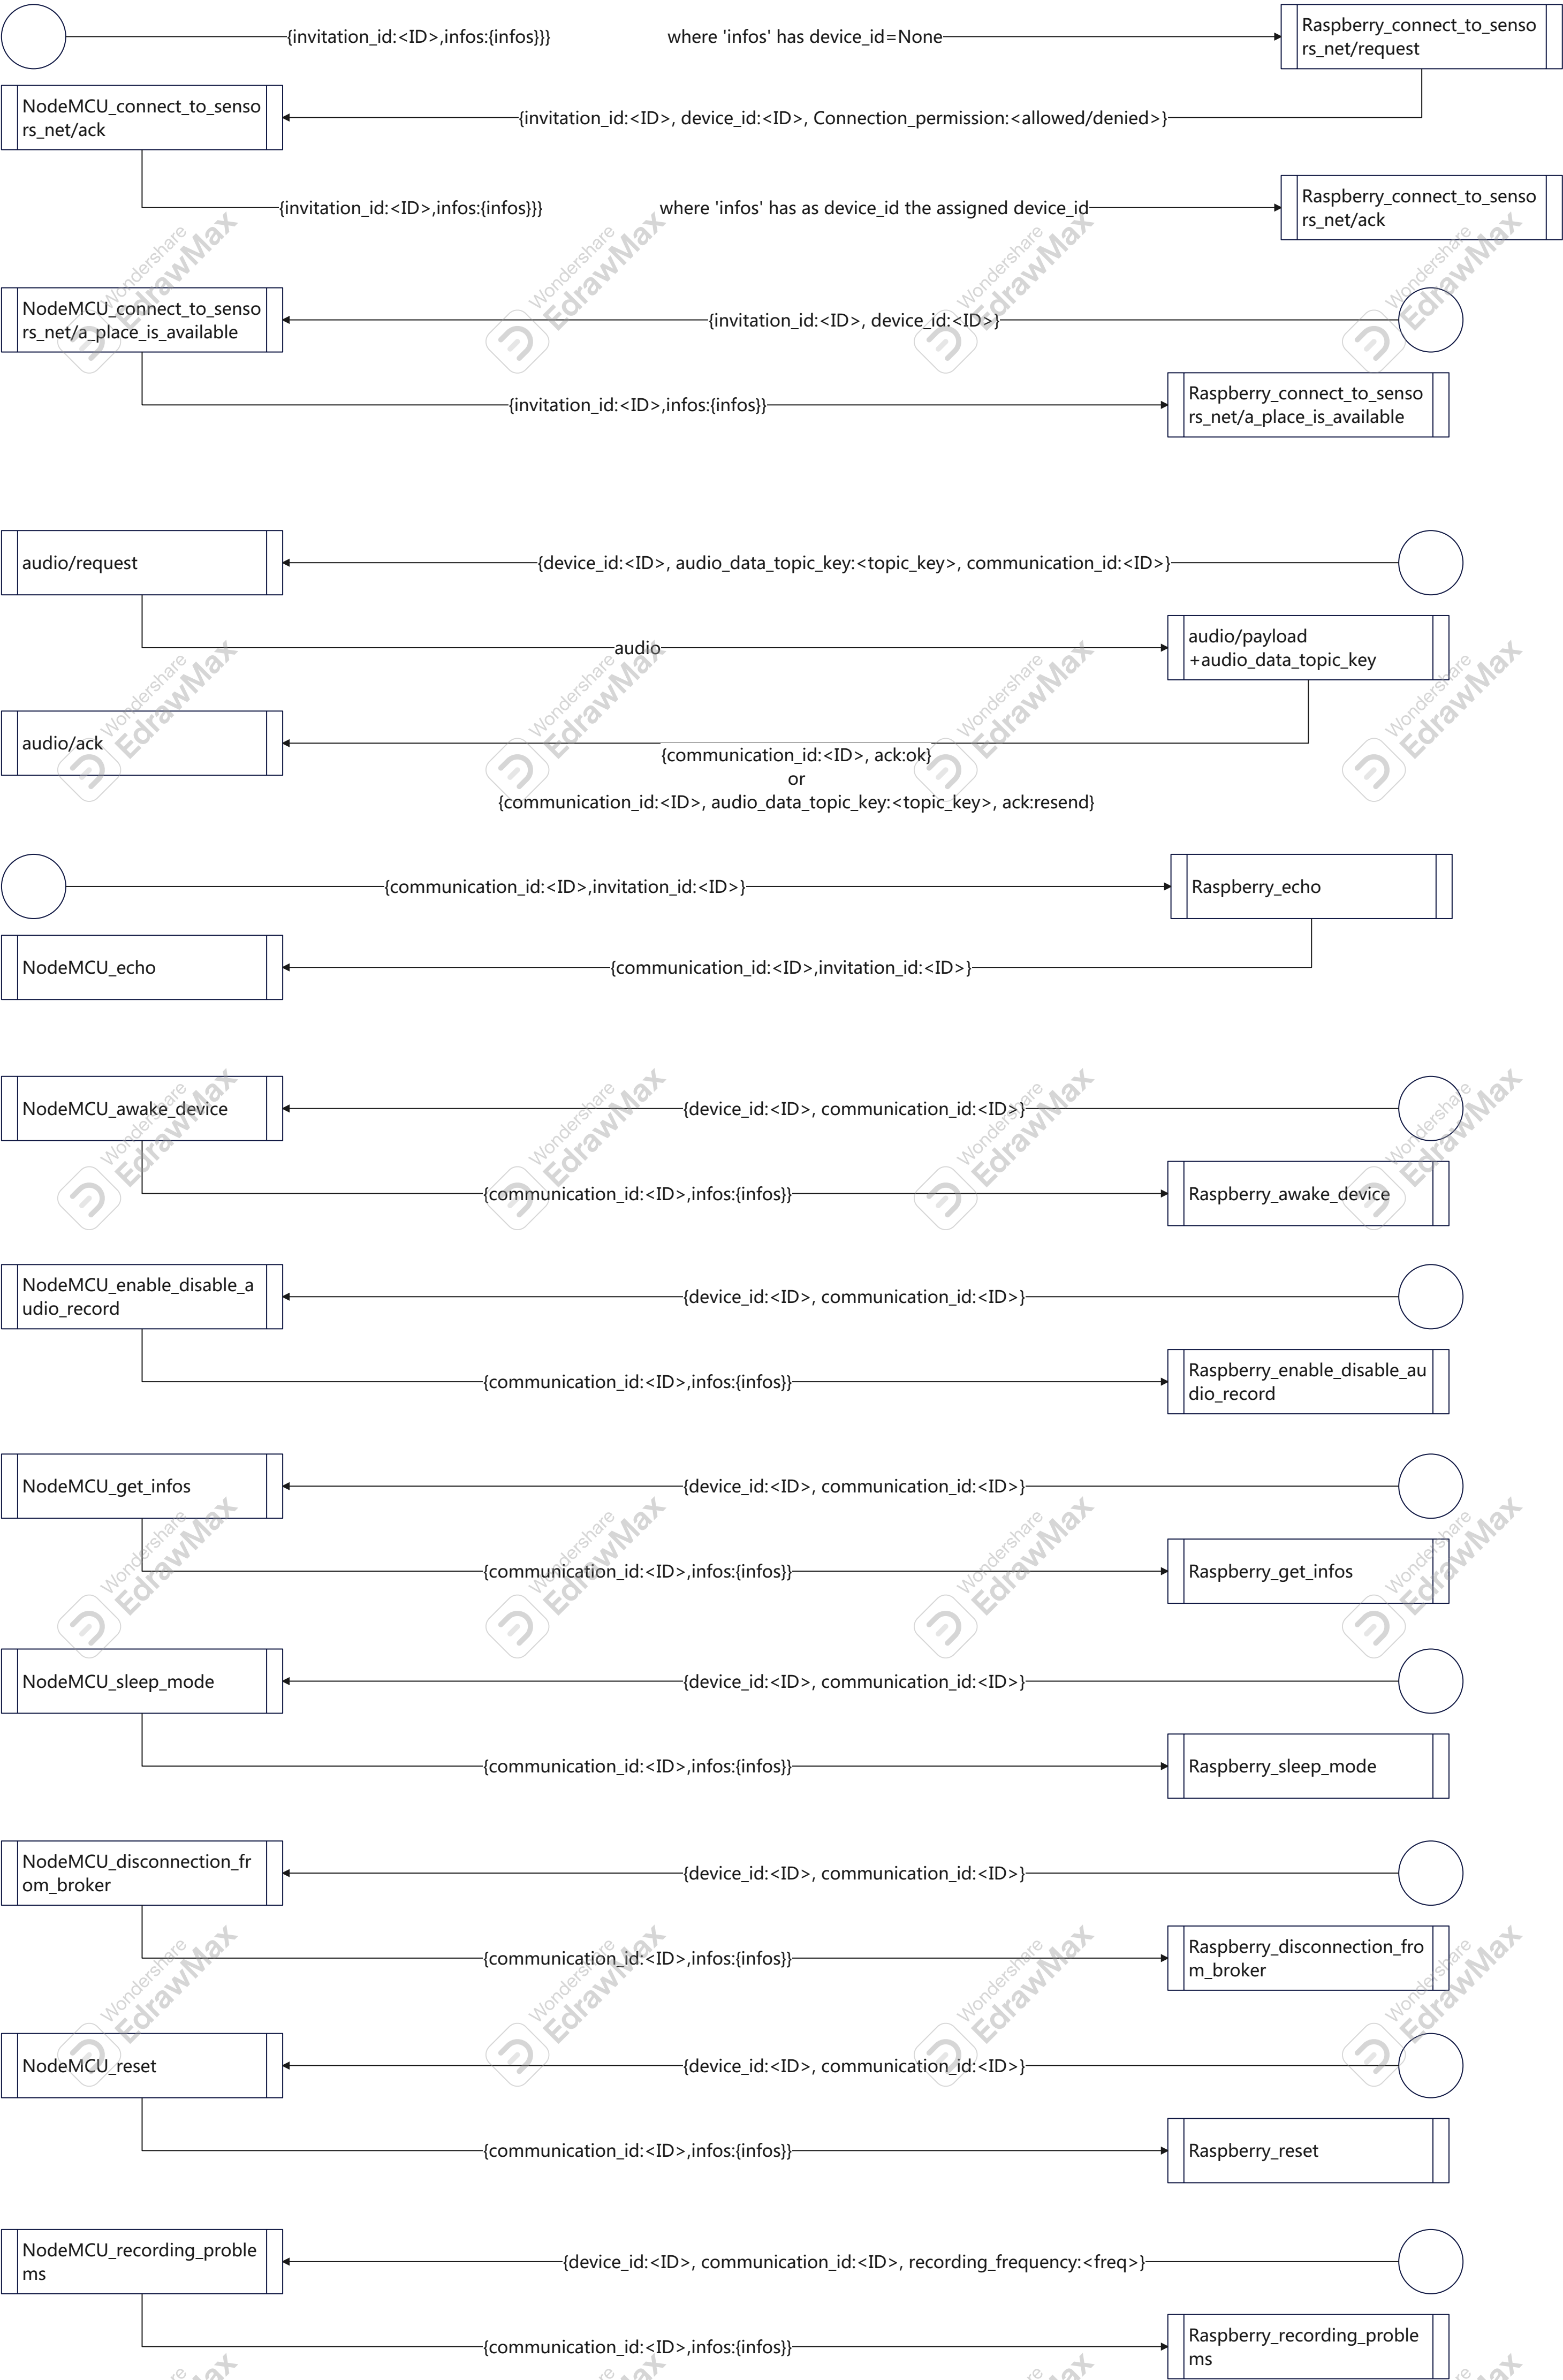 {invitation_id:<ID>,infos:{infos}}} where 'infos' has device_id=None
Raspberry_connect_to_senso
rs_net/request
NodeMCU_connect_to_senso
rs_net/ack
{invitation_id:<ID>, device_id:<ID>, Connection_permission:<allowed/denied>}
{invitation_id:<ID>,infos:{infos}}} where 'infos' has as device_id the assigned device_id
Raspberry_connect_to_senso
rs_net/ack
NodeMCU_connect_to_senso
rs_net/a_place_is_available
{invitation_id:<ID>, device_id:<ID>}
{invitation_id:<ID>,infos:{infos}}
Raspberry_connect_to_senso
rs_net/a_place_is_available
audio/request
{device_id:<ID>, audio_data_topic_key:<topic_key>, communication_id:<ID>}
audio
audio/payload
+audio_data_topic_key
audio/ack
{communication_id:<ID>, ack:ok}
or
{communication_id:<ID>, audio_data_topic_key:<topic_key>, ack:resend}
{communication_id:<ID>,invitation_id:<ID>}
Raspberry_echo
NodeMCU_echo
{communication_id:<ID>,invitation_id:<ID>}
NodeMCU_awake_device
{device_id:<ID>, communication_id:<ID>}
{communication_id:<ID>,infos:{infos}}
Raspberry_awake_device
NodeMCU_enable_disable_a
udio_record
{device_id:<ID>, communication_id:<ID>}
{communication_id:<ID>,infos:{infos}}
Raspberry_enable_disable_au
dio_record
NodeMCU_get_infos
{device_id:<ID>, communication_id:<ID>}
{communication_id:<ID>,infos:{infos}}
Raspberry_get_infos
NodeMCU_sleep_mode
{device_id:<ID>, communication_id:<ID>}
{communication_id:<ID>,infos:{infos}}
Raspberry_sleep_mode
NodeMCU_disconnection_fr
om_broker
{device_id:<ID>, communication_id:<ID>}
{communication_id:<ID>,infos:{infos}}
Raspberry_disconnection_fro
m_broker
NodeMCU_reset
{device_id:<ID>, communication_id:<ID>}
{communication_id:<ID>,infos:{infos}}
Raspberry_reset
NodeMCU_recording_proble
ms
{device_id:<ID>, communication_id:<ID>, recording_frequency:<freq>}
{communication_id:<ID>,infos:{infos}}
Raspberry_recording_proble
ms
Wondershare
EdrawMax